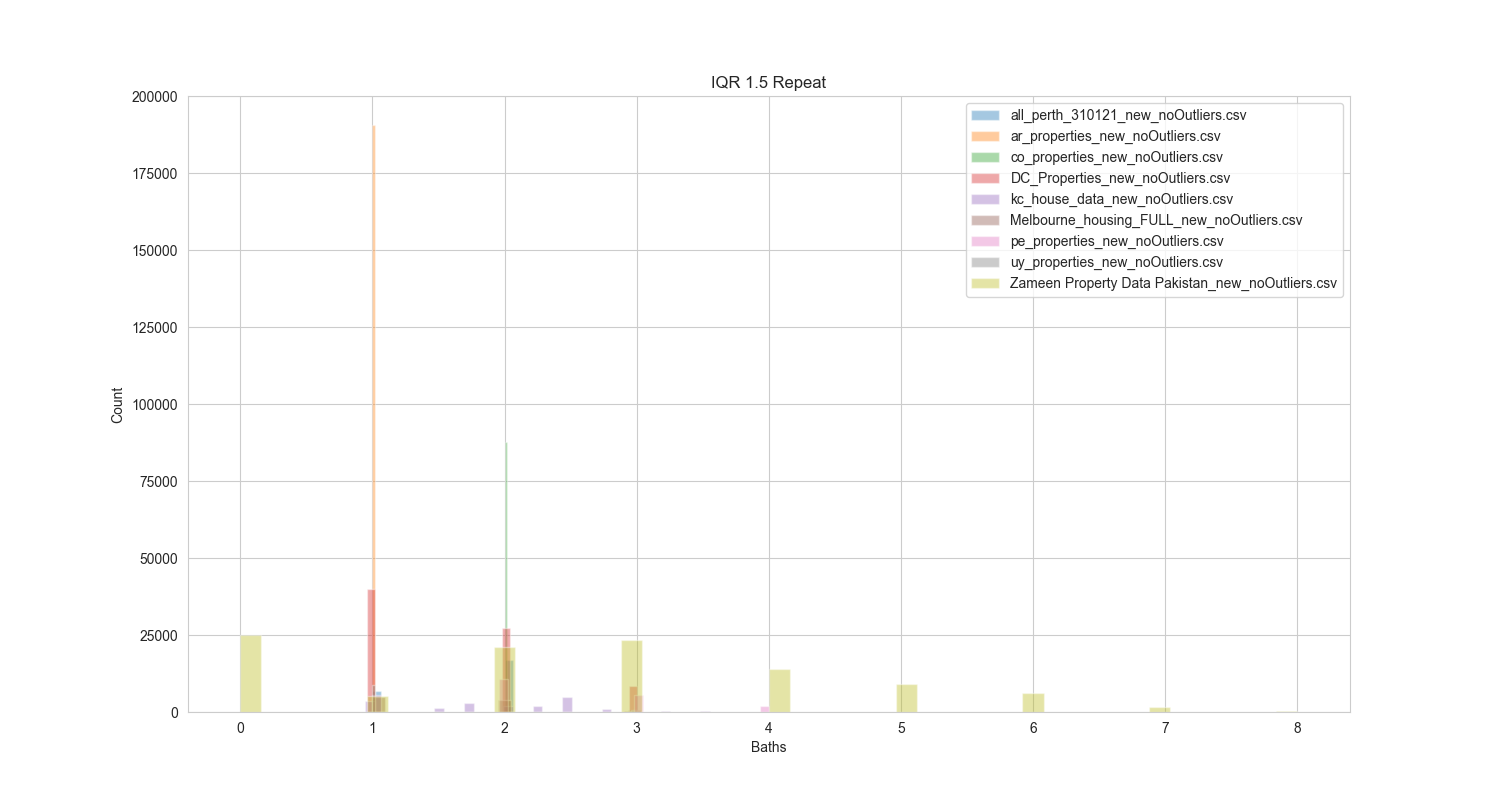 IQR 1.5 Repeat
200000
175000
150000
125000
100000
75000
50000
25000
0
Count
all_perth_310121_new_noOutliers.csv
ar_properties_new_noOutliers.csv
co_properties_new_noOutliers.csv
DC_Properties_new_noOutliers.csv
kc_house_data_new_noOutliers.csv
Melbourne_housing_FULL_new_noOutliers.csv
pe_properties_new_noOutliers.csv
uy_properties_new_noOutliers.csv
Zameen Property Data Pakistan_new_noOutliers.csv
0 1 2 3 4 5 6 7 8
Baths